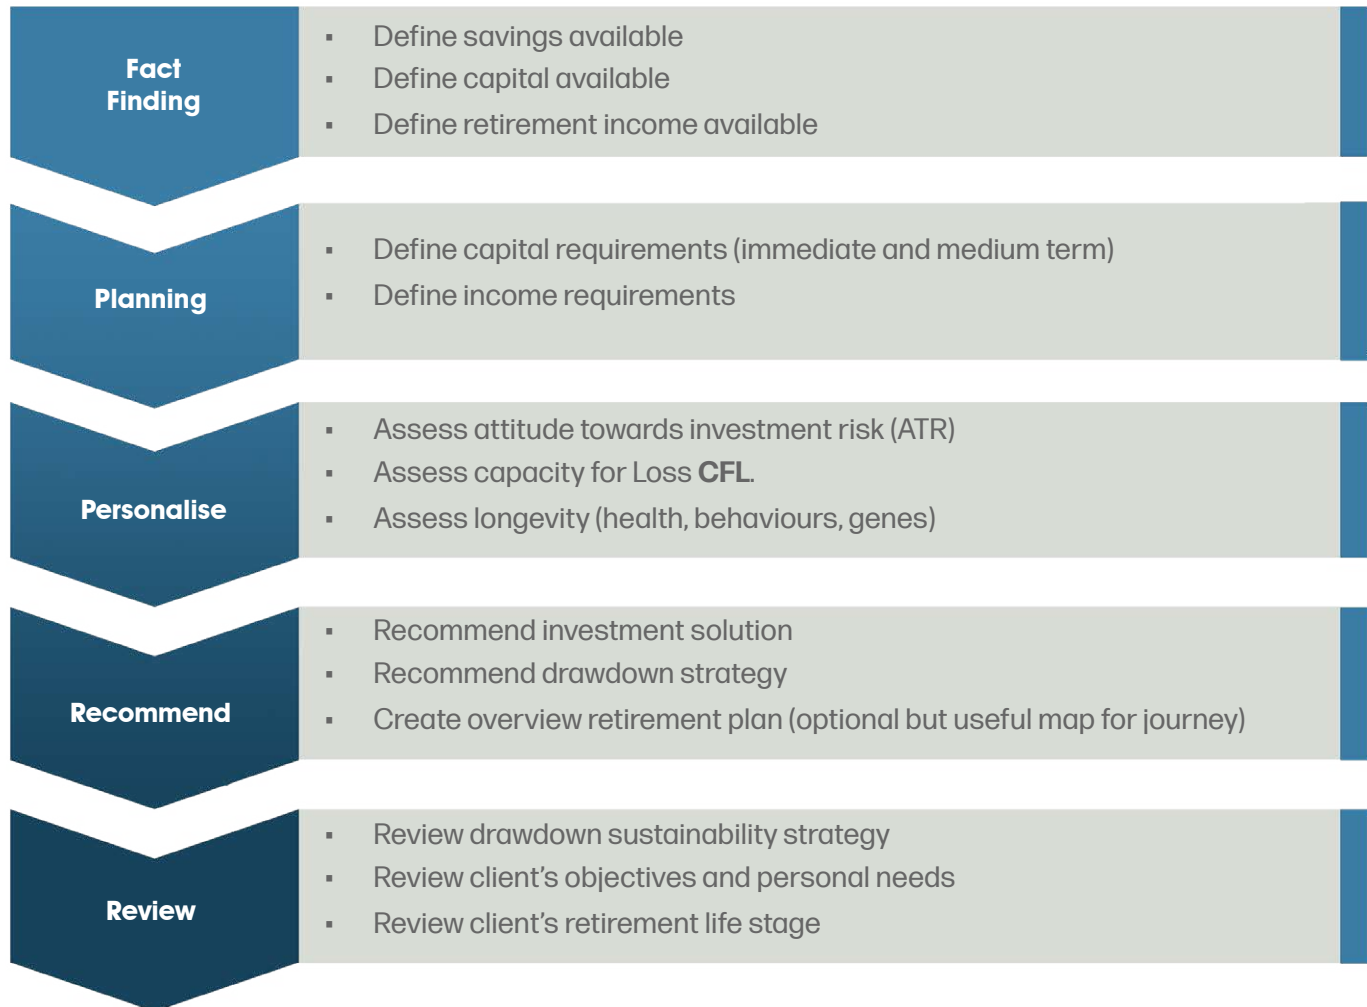 Fact
Finding
▪ Define savings available
▪ Define capital available
▪ Define retirement income available
Planning
▪ Define capital requirements (immediate and medium term)
▪ Define income requirements
Personalise
▪ Assess attitude towards investment risk (ATR)
▪ Assess capacity for Loss CFL.
▪ Assess longevity (health, behaviours, genes)
Recommend
▪ Recommend investment solution
▪ Recommend drawdown strategy
▪ Create overview retirement plan (optional but useful map for journey)
Review
▪ Review drawdown sustainability strategy
▪ Review client’s objectives and personal needs
▪ Review client’s retirement life stage